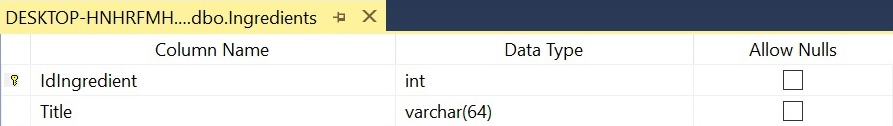 DESKTOP-HNHRFMH....dbo.Ingredients
Column Name Data Type Allow Nulls
IdIngredient int
Title varchar(64)